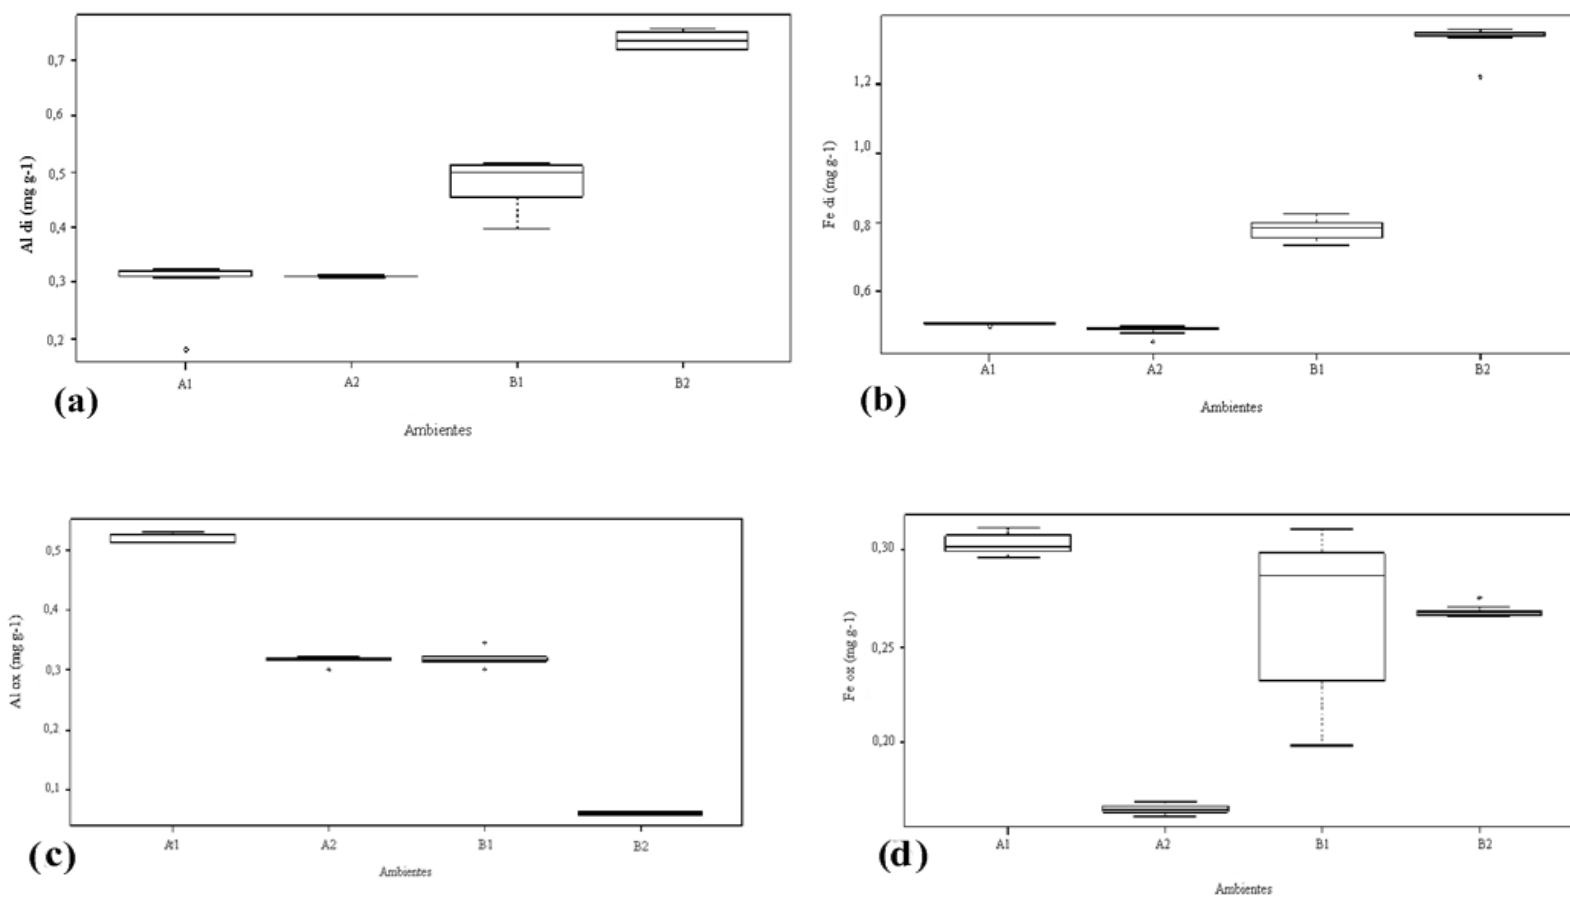 Al di (mg g-1)
0,7
0,6
0,5
0,4
0,3
0,2
A1 A2 B1 B2
(a)
Ambientes
Fe di (mg g-1)
1,2
1,0
0,8
0,6
A1 A2 B1 B2
(b)
Ambientes
Al ox (mg g-1)
0,5
0,4
0,3
0,2
0,1
A1 A2 B1 B2
(c)
Ambientes
Fe ox (mg g-1)
0,30
0,25
0,20
A1 A2 B1 B2
(d)
Ambientes